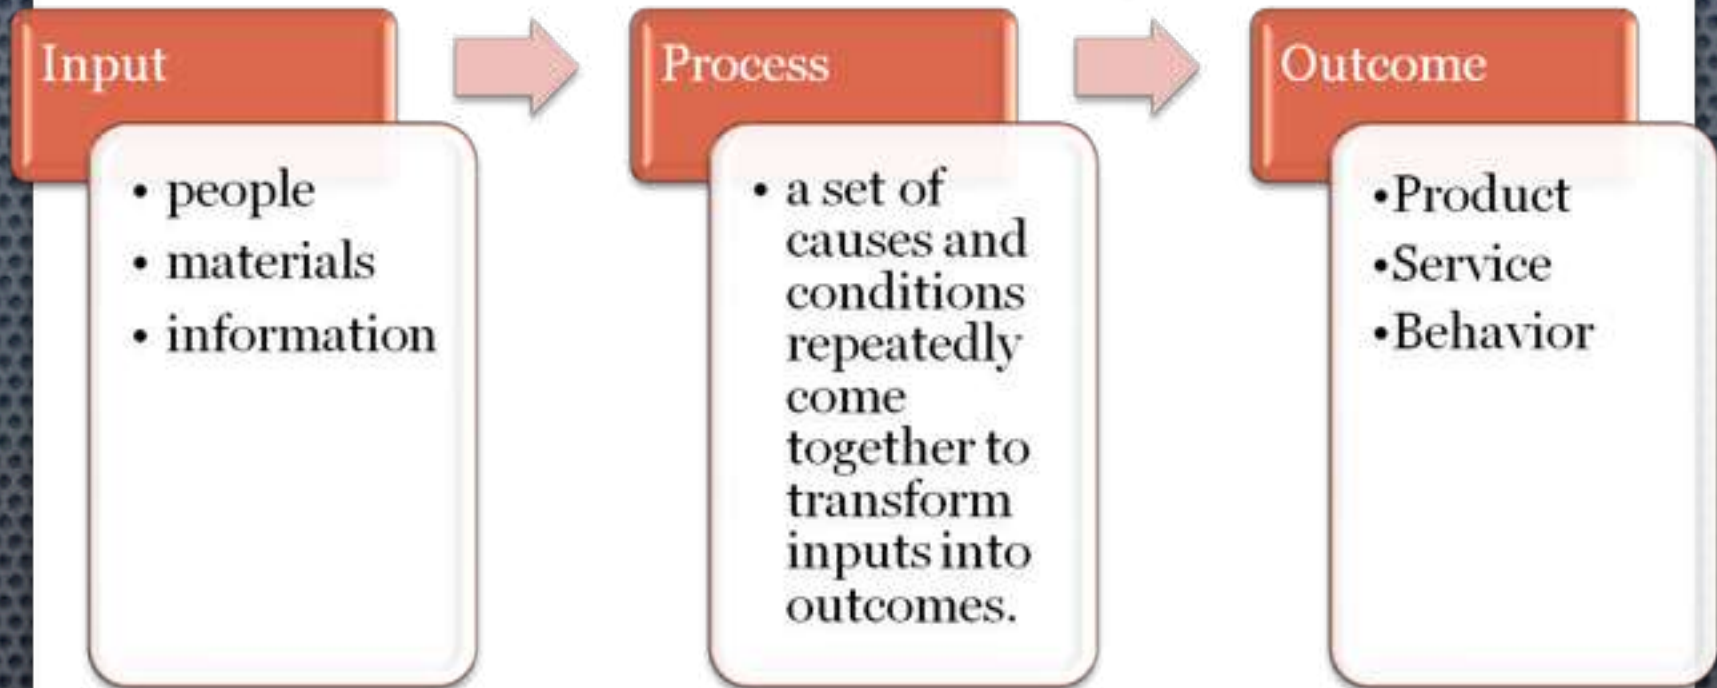 Input
• people
• materials
• information
Process
• a set of
causes and
conditions
repeatedly
come
together to
transform
inputs into
outcomes.
Outcome
•Product
•Service
•Behavior